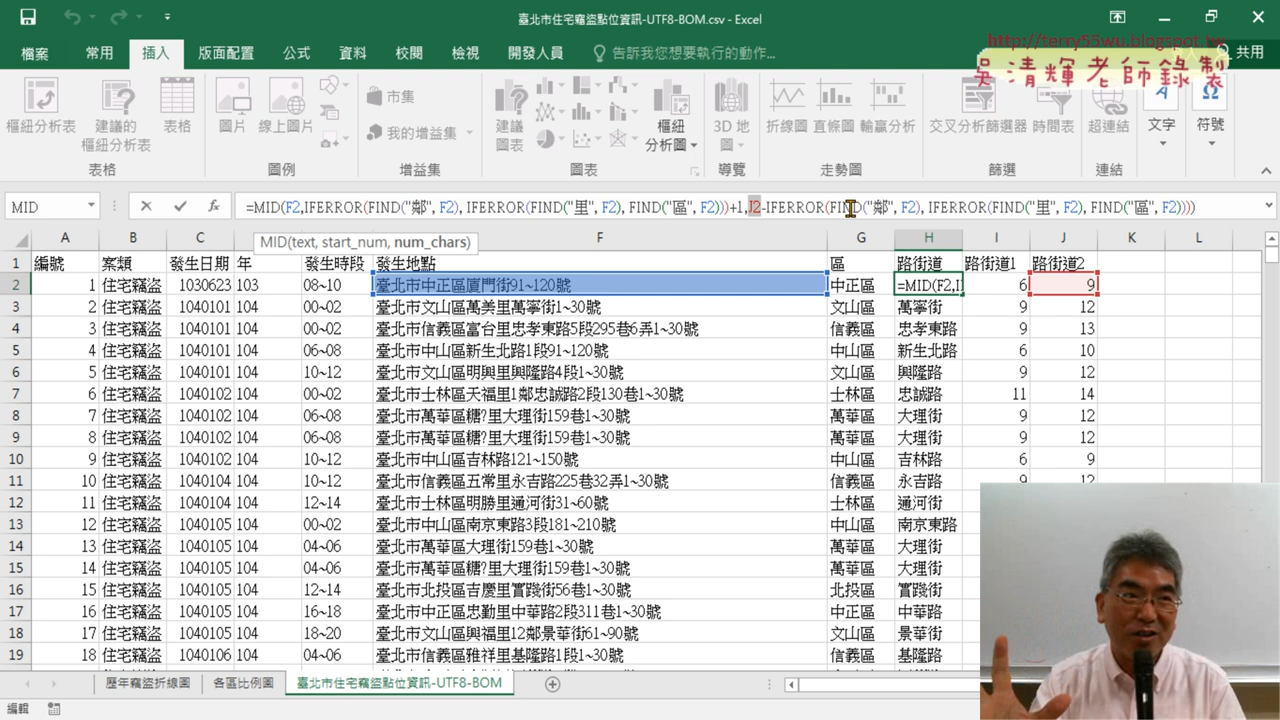 臺北市住宅竊盜點位資訊-UTF8-BOM.csv - Excel
http://terry55wu.blogspot.tw
吳清輝老師錄製
檔案 常用 插入 版面配置 公式 資料 校閱 檢視 開發人員 告訴我您想要執行的動作... 共用
樞紐分析表 建議的樞紐分析表 表格 圖片 線上圖片 市集 我的增益集 建議圖表 樞紐分析圖 3D 地圖 折線圖 直條圖 輸贏分析 交叉分析篩選器 時間表 超連結 文字 符號
表格 圖例 增益集 圖表 導覽 走勢圖 篩選 連結
MID =MID(F2,IFERROR(FIND("鄰", F2), IFERROR(FIND("里", F2), FIND("區", F2)))+1,J2-IFERROR(FIND("鄰", F2), IFERROR(FIND("里", F2), FIND("區", F2))))
MID(text, start_num, num_chars)
A B C F G H I J K L
1 編號 案類 發生日期 年 發生時段 發生地點 區 路街道 路街道1 路街道2
2 1 住宅竊盜 1030623 103 08~10 臺北市中正區廈門街91~120號 中正區 =MID(F2,I 6 9
3 2 住宅竊盜 1040101 104 00~02 臺北市文山區萬美里萬寧街1~30號 文山區 萬寧街 9 12
4 3 住宅竊盜 1040101 104 00~02 臺北市信義區富台里忠孝東路5段295巷6弄1~30號 信義區 忠孝東路 9 13
5 4 住宅竊盜 1040101 104 06~08 臺北市中山區新生北路1段91~120號 中山區 新生北路 6 10
6 5 住宅竊盜 1040101 104 10~12 臺北市文山區明興里興隆路4段1~30號 文山區 興隆路 9 12
7 6 住宅竊盜 1040101 104 00~02 臺北市士林區天福里1鄰忠誠路2段130巷1~30號 士林區 忠誠路 11 14
8 7 住宅竊盜 1040102 104 06~08 臺北市萬華區糖?里大理街159巷1~30號 萬華區 大理街 9 12
9 8 住宅竊盜 1040102 104 06~08 臺北市萬華區糖?里大理街159巷1~30號 萬華區 大理街 9 12
10 9 住宅竊盜 1040102 104 10~12 臺北市中山區吉林路121~150號 中山區 吉林路 6 9
11 10 住宅竊盜 1040104 104 10~12 臺北市信義區五常里永吉路225巷32弄1~30號 信義區 永吉路 9 12
12 11 住宅竊盜 1040104 104 12~14 臺北市士林區明勝里通河街31~60號 士林區 通河街
13 12 住宅竊盜 1040105 104 00~02 臺北市中山區南京東路3段181~210號 中山區 南京東路
14 13 住宅竊盜 1040105 104 04~06 臺北市萬華區大理街159巷1~30號 萬華區 大理街
15 14 住宅竊盜 1040105 104 04~06 臺北市萬華區大理街159巷1~30號 萬華區 大理街
16 15 住宅竊盜 1040105 104 12~14 臺北市北投區吉慶里實踐街56巷1~30號 北投區 實踐街
17 16 住宅竊盜 1040105 104 16~18 臺北市中正區忠勤里中華路2段311巷1~30號 中正區 中華路
18 17 住宅竊盜 1040105 104 18~20 臺北市文山區興福里12鄰景華街61~90號 文山區 景華街
19 18 住宅竊盜 1040106 104 04~06 臺北市信義區雅祥里基隆路1段1~30號 信義區 基隆路
歷年竊盜折線圖 各區比例圖 臺北市住宅竊盜點位資訊-UTF8-BOM
編輯